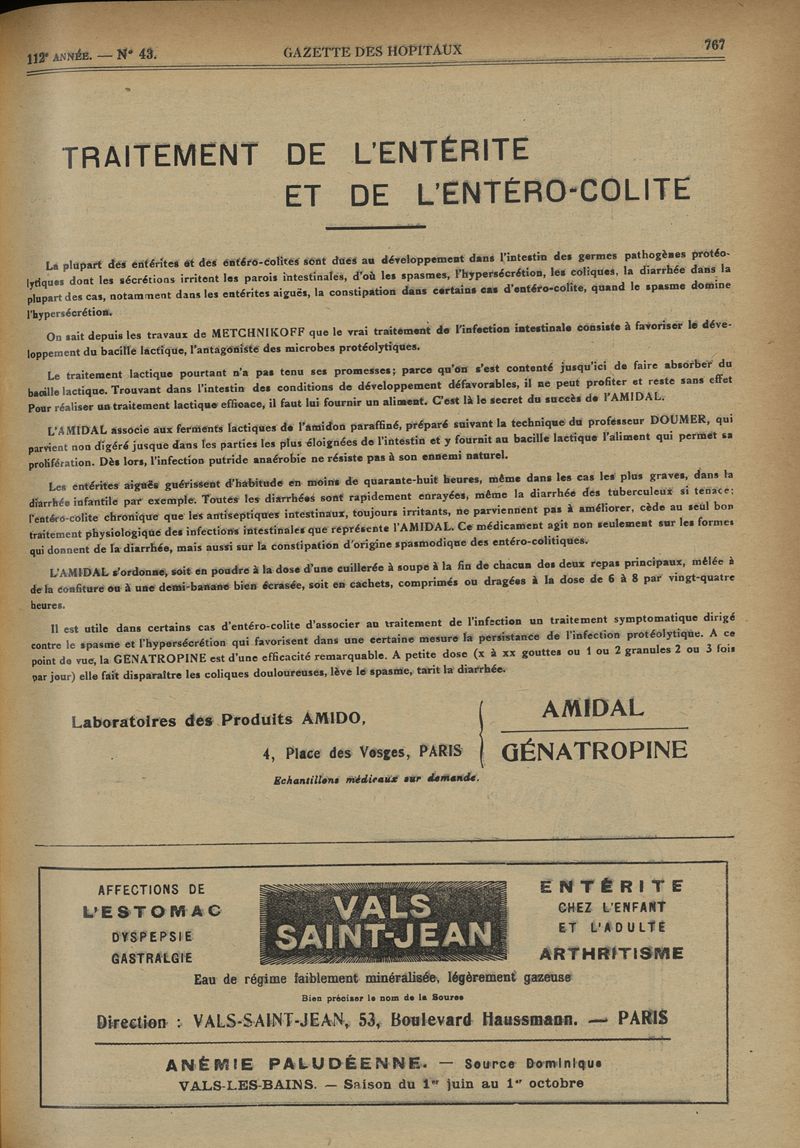 112e ANNÉE. — N° 43.
GAZETTE DES HOPITAUX
767
TRAITEMENT DE L'ENTÉRITE
ET DE L'ENTÉRO-COLITE
La plupart des entérites et des entéro-colites sont dues au développement dans l'intestin des germes pathogènes protéo-
lytiques dont les sécrétions irritent les parois intestinales, d'où les spasmes, l'hypersécrétion, les coliques, la diarrhée dans la
plupart des cas, notamment dans les entérites aiguës, la constipation dans certains cas d'entéro-colite, quand le spasme domine
l'hypersécrétion.
On sait depuis les travaux de METCHNIKOFF que le vrai traitement de l'infection intestinale consiste à favoriser le déve-
loppement du bacille lactique, l'antagoniste des microbes protéolytiques.
Le traitement lactique pourtant n'a pas tenu ses promesses; parce qu'on s'est contenté jusqu'ici de faire absorber du
bacille lactique. Trouvant dans l'intestin des conditions de développement défavorables, il ne peut profiter et reste sans effet
Pour réaliser un traitement lactique efficace, il faut lui fournir un aliment. C'est là le secret du succès de l'AMIDAL.
L'AMIDAL associe aux ferments lactiques de l'amidon paraffiné, préparé suivant la technique du professeur DOUMER, qui
parvient non digéré jusque dans les parties les plus éloignées de l'intestin et y fournit au bacille lactique l'aliment qui permet sa
prolifération. Dès lors, l'infection putride anaérobie ne résiste pas à son ennemi naturel.
Les entérites aiguës guérissent d'habitude en moins de quarante-huit heures, même dans les cas les plus graves, dans la
diarrhée infantile par exemple. Toutes les diarrhées sont rapidement enrayées, même la diarrhée des tuberculeux si tenace;
l'entéro-colite chronique que les antiseptiques intestinaux, toujours irritants, ne parviennent pas à améliorer, cède au seul bon
traitement physiologique des infections intestinales que représente l'AMIDAL. Ce médicament agit non seulement sur les formes
qui donnent de la diarrhée, mais aussi sur la constipation d'origine spasmodique des entéro-colitiques.
L'AMIDAL s'ordonne, soit en poudre à la dose d'une cuillerée à soupe à la fin de chacun des deux repas principaux, mêlée à
de la confiture ou à une demi-banane bien écrasée, soit en cachets, comprimés ou dragées à la dose de 6 à 8 par vingt-quatre
heures.
Il est utile dans certains cas d'entéro-colite d'associer au traitement de l'infection un traitement symptomatique dirigé
contre le spasme et l'hypersécrétion qui favorisent dans une certaine mesure la persistance de l'infection protéolytique. A ce
point de vue, la GÉNATROPINE est d'une efficacité remarquable. A petite dose (x à xx gouttes ou 1 ou 2 granules 2 ou 3 fois
par jour) elle fait disparaître les coliques douloureuses, lève le spasme, tarit la diarrhée.
Laboratoires des Produits AMIDO,
4, Place des Vosges, PARIS
Echantillons médicaux sur demande.
AMIDAL
GÉNATROPINE
AFFECTIONS DE
L'ESTOMAC
DYSPEPSIE
GASTRALGIE
VALS
SAINT-JEAN
ENTÉRITE
CHEZ L'ENFANT
ET L'ADULTE
ARTHRITISME
Eau de régime faiblement minéralisée, légèrement gazeuse
Bien préciser le nom de la Source
Direction : VALS-SAINT-JEAN, 53, Boulevard Haussmann. — PARIS
ANÉMIE PALUDÉENNE. — Source Dominique
VALS-LES-BAINS. — Saison du 1er juin au 1er octobre